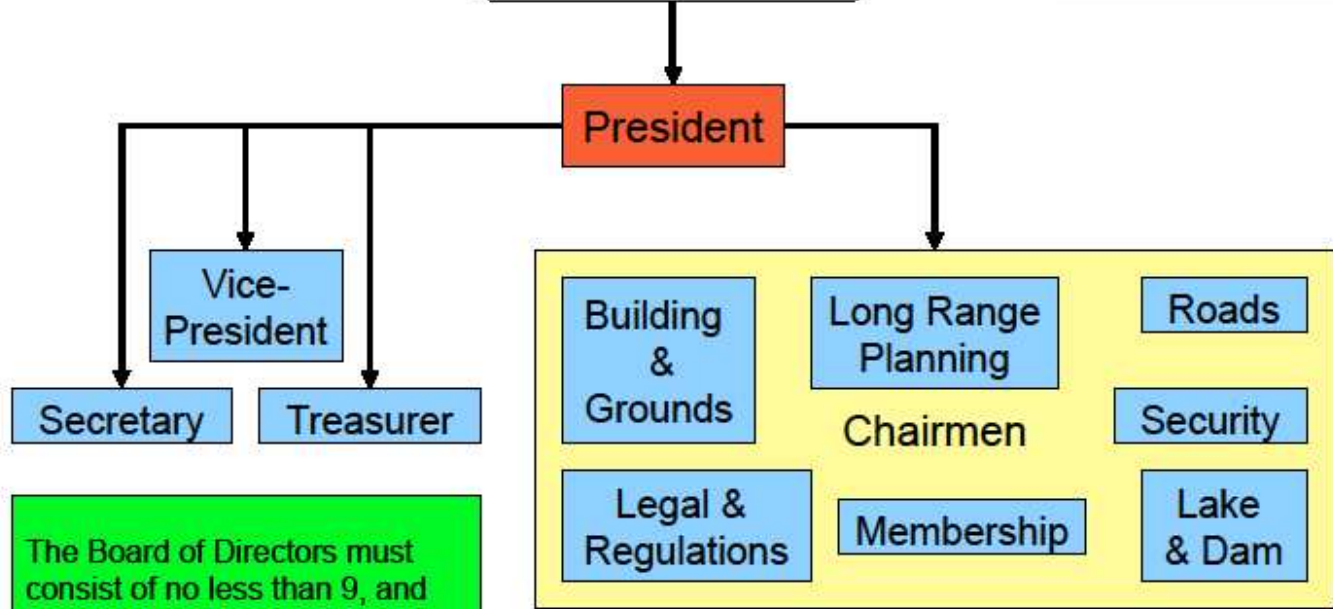 President
Vice-
President
Secretary
Treasurer
Building
&
Grounds
Long Range
Planning
Roads
Chairmen
Security
Legal &
Regulations
Membership
Lake
& Dam
The Board of Directors must
consist of no less than 9, and